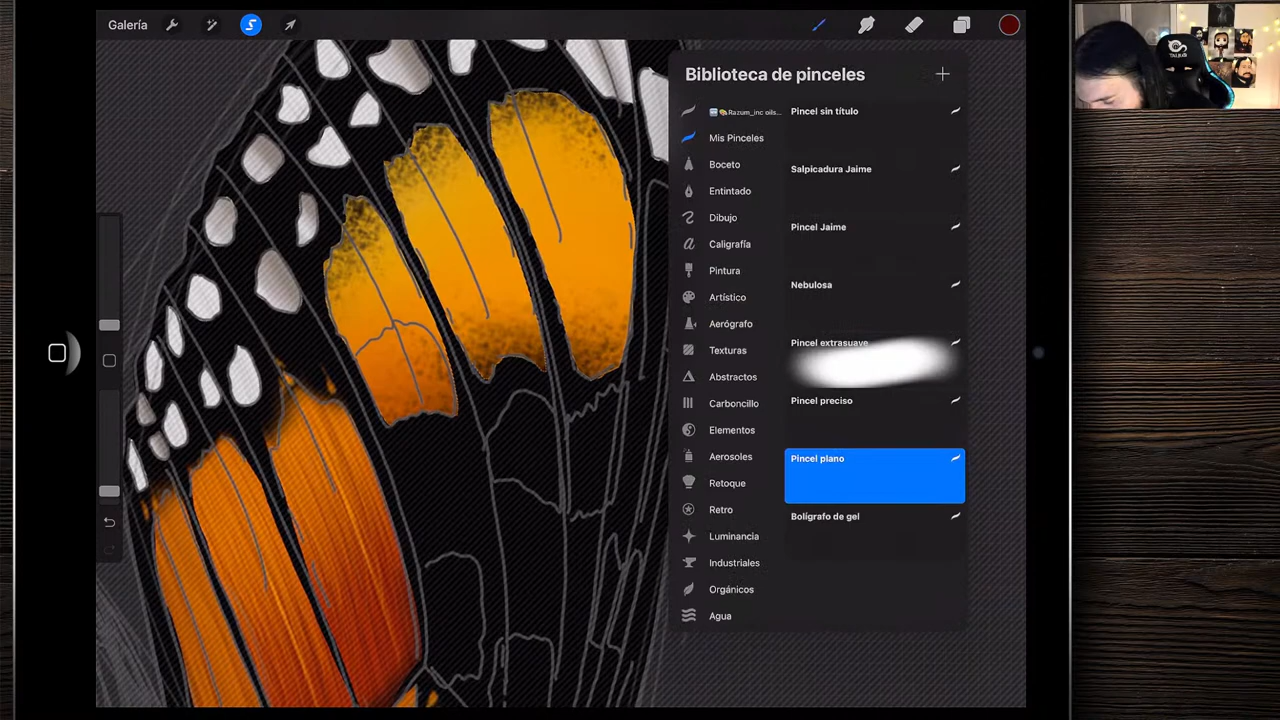 Galería
Biblioteca de pinceles
Razum_inc oils...
Mis Pinceles
Boceto
Entintado
Dibujo
Caligrafía
Pintura
Artístico
Aerógrafo
Texturas
Abstractos
Carboncillo
Elementos
Aerosoles
Retoque
Retro
Luminancia
Industriales
Orgánicos
Agua
Pincel sin título
Salpicadura Jaime
Pincel Jaime
Nebulosa
Pincel extrasuave
Pincel preciso
Pincel plano
Bolígrafo de gel